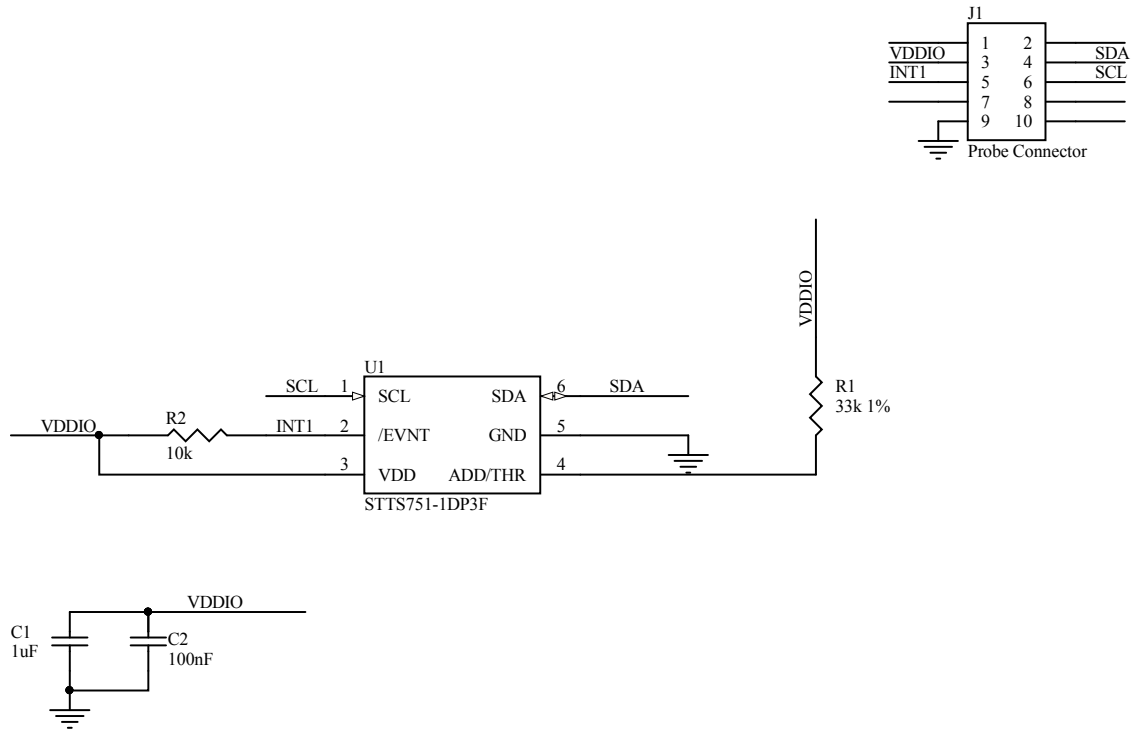 J1
1 2
VDDIO 3 4 SDA
INT1 5 6 SCL
7 8
9 10
Probe Connector
VDDIO
U1
SCL 1 SCL SDA 6 SDA
R1
33k 1%
VDDIO R2 INT1 2 /EVNT GND 5
10k
3 VDD ADD/THR 4
STTS751-1DP3F
VDDIO
C1
1uF
C2
100nF